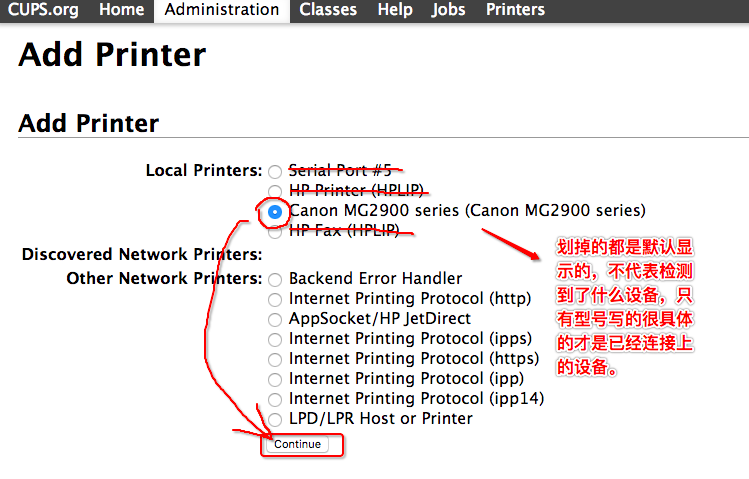 CUPS.org Home Administration Classes Help Jobs Printers
Add Printer
Add Printer
Local Printers: Serial Port #5
HP Printer (HPLIP)
Canon MG2900 series (Canon MG2900 series)
HP Fax (HPLIP)
Discovered Network Printers:
Other Network Printers: Backend Error Handler
Internet Printing Protocol (http)
AppSocket/HP JetDirect
Internet Printing Protocol (ipps)
Internet Printing Protocol (https)
Internet Printing Protocol (ipp)
Internet Printing Protocol (ipp14)
LPD/LPR Host or Printer
Continue
划掉的都是默认显
示的，不代表检测
到了什么设备，只
有型号写的很具体
的才是已经连接上
的设备。